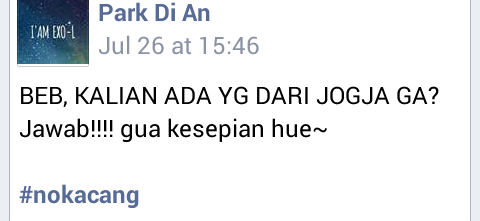 I'AM EXO-L
Park Di An
Jul 26 at 15:46
BEB, KALIAN ADA YG DARI JOGJA GA?
Jawab!!!! gua kesepian hue~
#nokacang